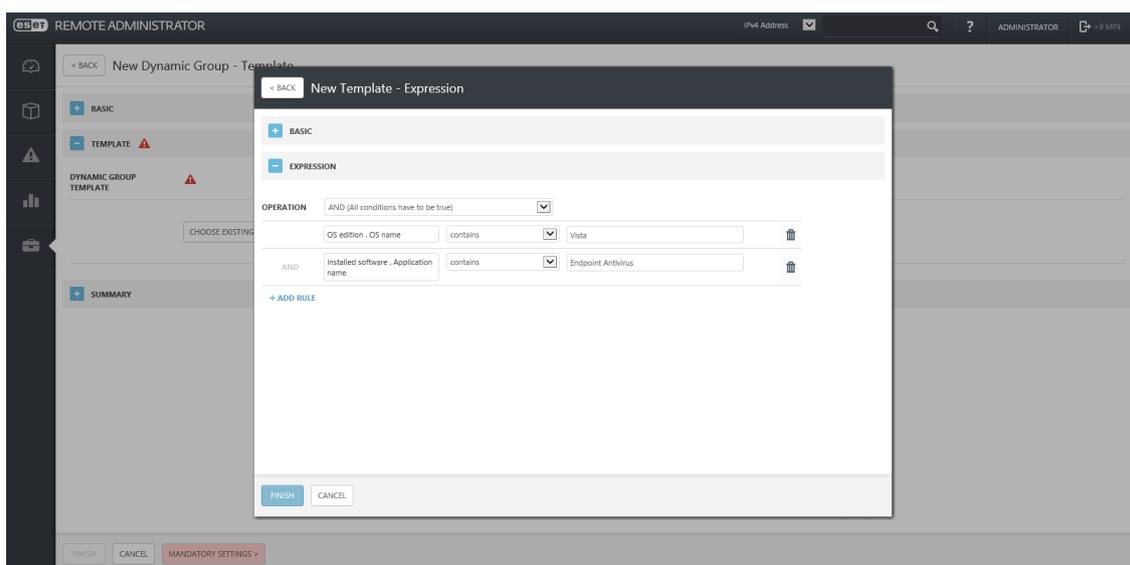 eseT REMOTE ADMINISTRATOR
IPv4 Address
?
ADMINISTRATOR
>9 MIN
< BACK New Dynamic Group - Template
+ BASIC
- TEMPLATE
DYNAMIC GROUP
TEMPLATE
CHOOSE EXISTING
+ SUMMARY
FINISH CANCEL MANDATORY SETTINGS >
< BACK New Template - Expression
+ BASIC
- EXPRESSION
OPERATION AND (All conditions have to be true)
OS edition . OS name contains Vista
AND Installed software . Application
name contains Endpoint Antivirus
+ ADD RULE
FINISH CANCEL